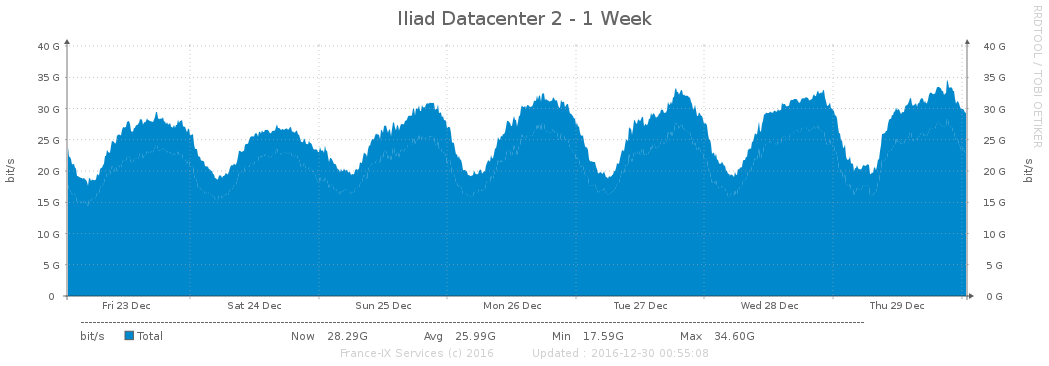 Iliad Datacenter 2 - 1 Week
RRDTOOL / TOBI OETIKER
40 G 40 G
35 G 35 G
30 G 30 G
25 G 25 G
20 G 20 G
15 G 15 G
10 G 10 G
5 G 5 G
0 0 G
bit/s
bit/s
Fri 23 Dec Sat 24 Dec Sun 25 Dec Mon 26 Dec Tue 27 Dec Wed 28 Dec Thu 29 Dec
bit/s Total Now 28.29G Avg 25.99G Min 17.59G Max 34.60G
France-IX Services (c) 2016 Updated : 2016-12-30 00:55:08